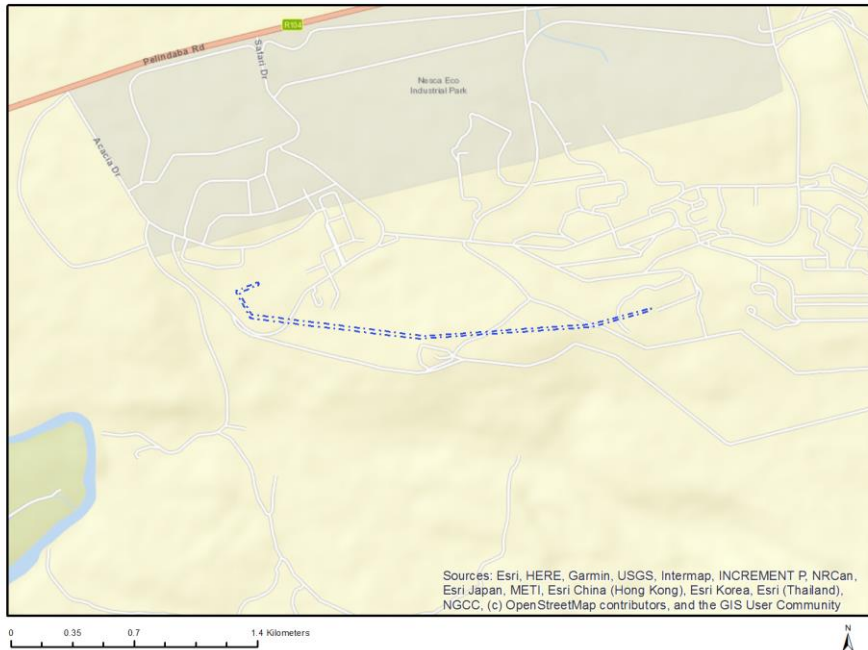 R104
Pelindaba Rd
Safari Dr
Necsa Eco
Industrial Park
Acacia Dr
Sources: Esri, HERE, Garmin, USGS, Intermap, INCREMENT P, NRCan,
Esri Japan, METI, Esri China (Hong Kong), Esri Korea, Esri (Thailand),
NGCC, (c) OpenStreetMap contributors, and the GIS User Community
0 0.35 0.7 1.4 Kilometers
N